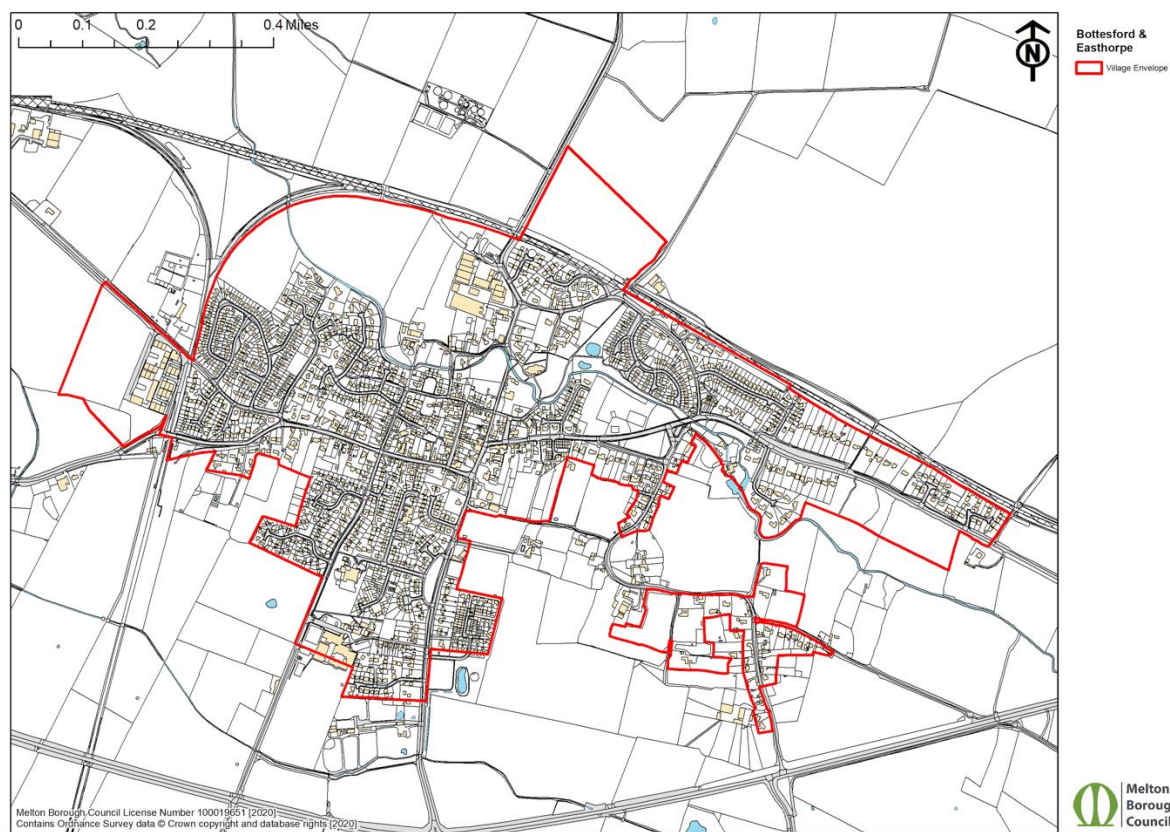 0 0.1 0.2 0.4 Miles
N
Bottesford &
Easthorpe
Village Envelope
Melton Borough Council License Number 100019651 [2020]
Contains Ordnance Survey data © Crown copyright and database rights [2020]
Melton
Borough
Council